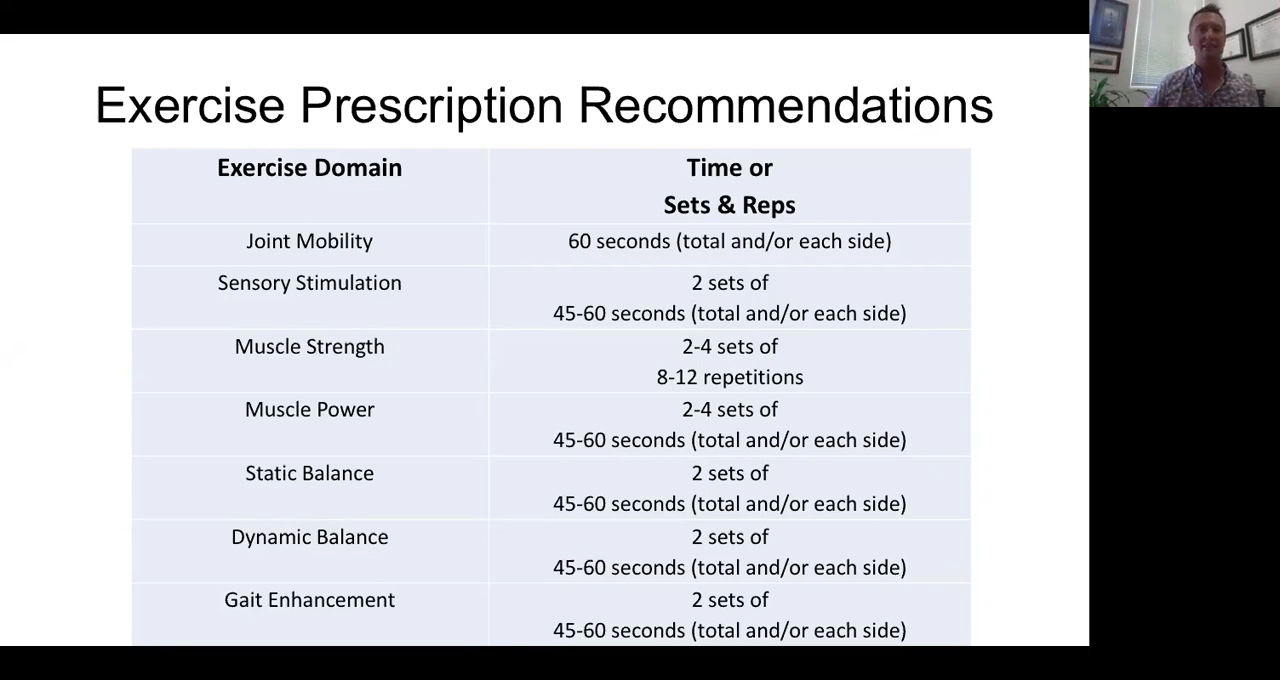 Exercise Prescription Recommendations
Exercise Domain
Time or
Sets & Reps
Joint Mobility
60 seconds (total and/or each side)
Sensory Stimulation
2 sets of
45-60 seconds (total and/or each side)
Muscle Strength
2-4 sets of
8-12 repetitions
Muscle Power
2-4 sets of
45-60 seconds (total and/or each side)
Static Balance
2 sets of
45-60 seconds (total and/or each side)
Dynamic Balance
2 sets of
45-60 seconds (total and/or each side)
Gait Enhancement
2 sets of
45-60 seconds (total and/or each side)